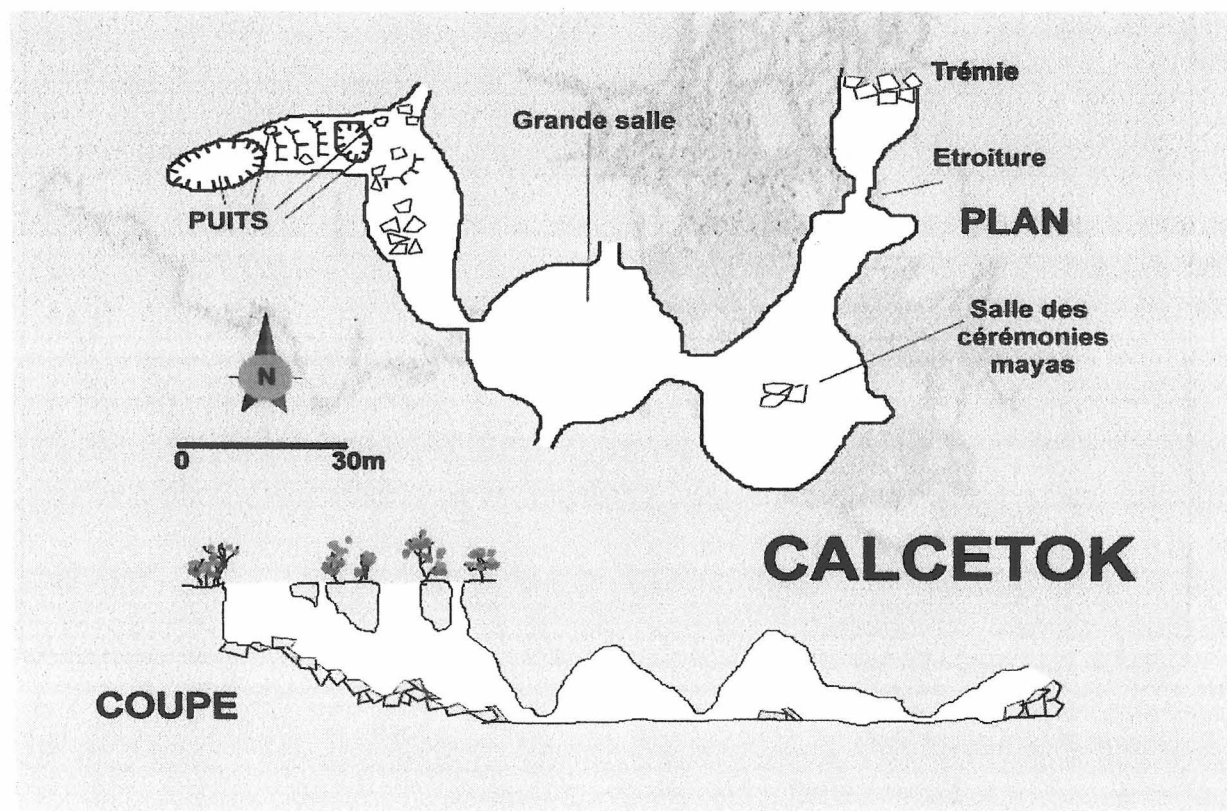 Trémie
Grande salle
Etroiture
PUITS
PLAN
Salle des
cérémonies
mayas
N
0 30m
CALCETOK
COUPE